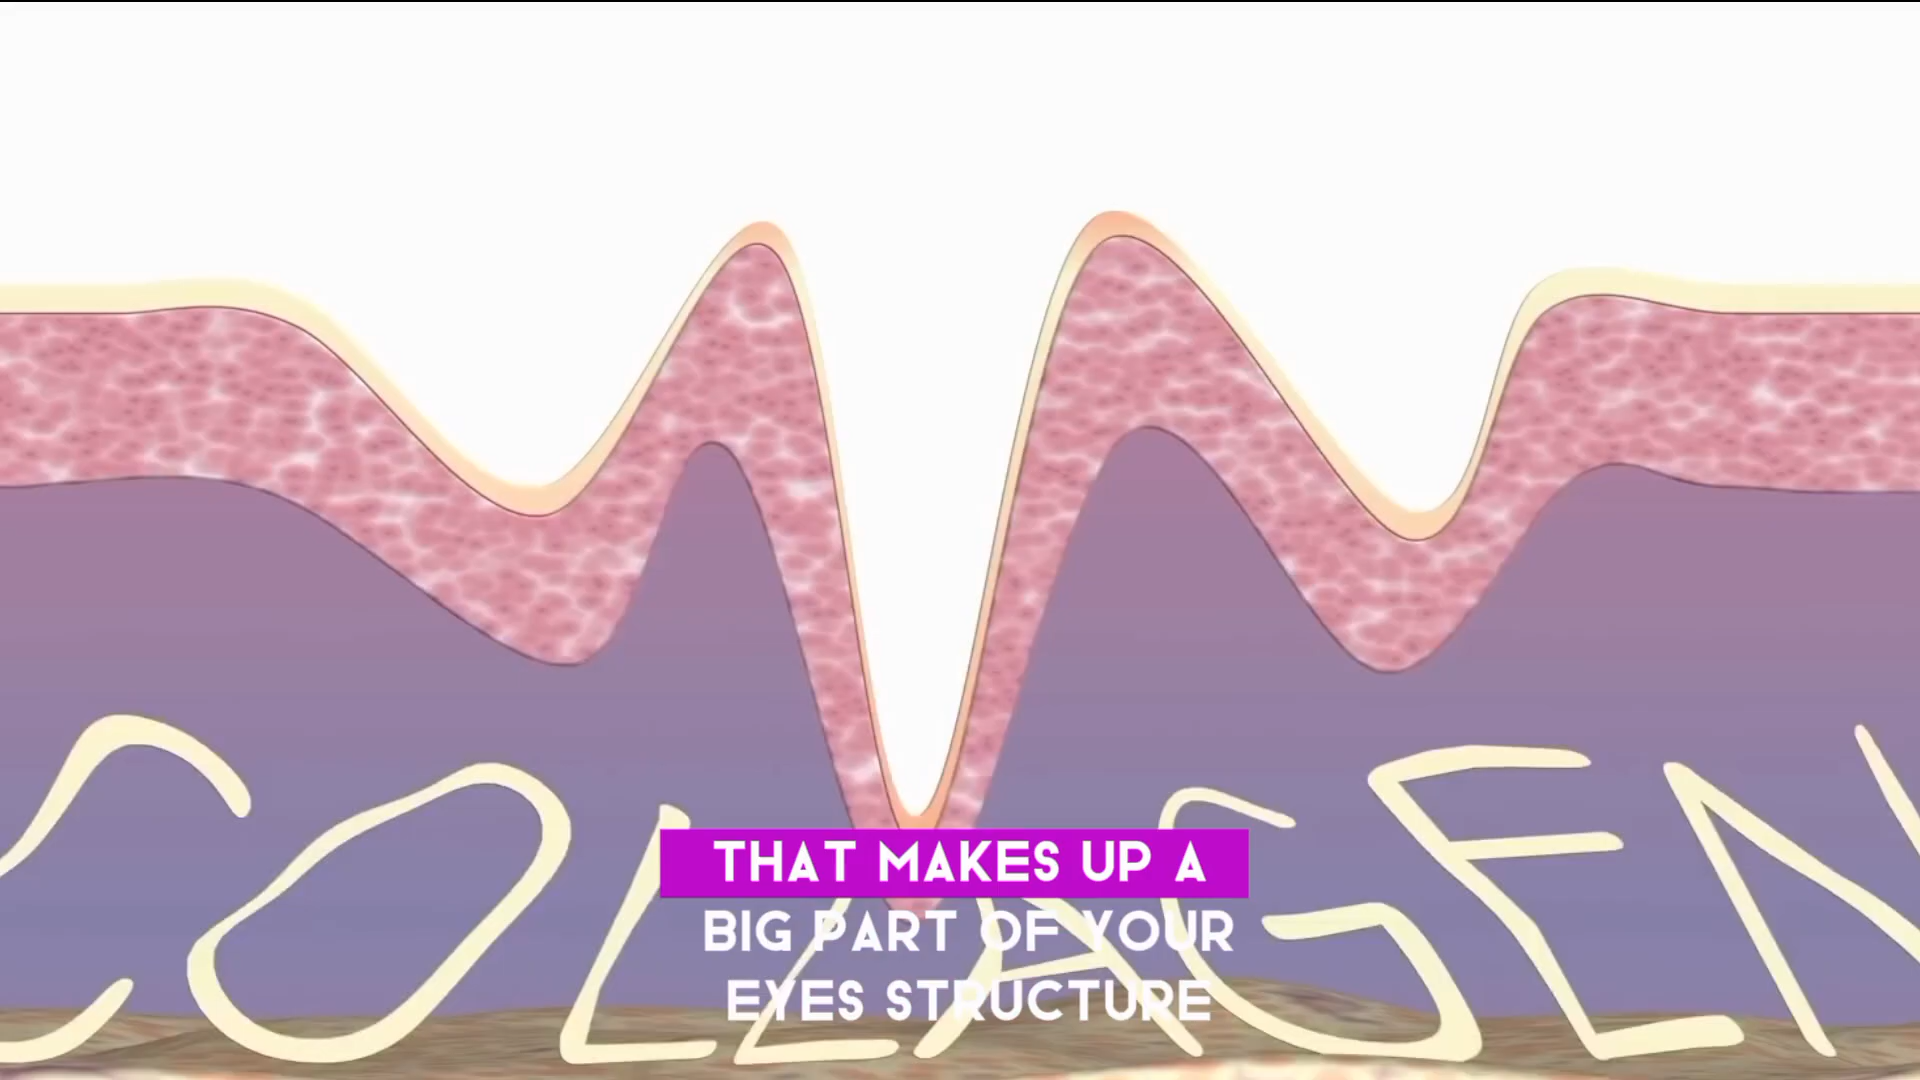 COLLAGEN
THAT MAKES UP A
BIG PART OF YOUR
EYES STRUCTURE